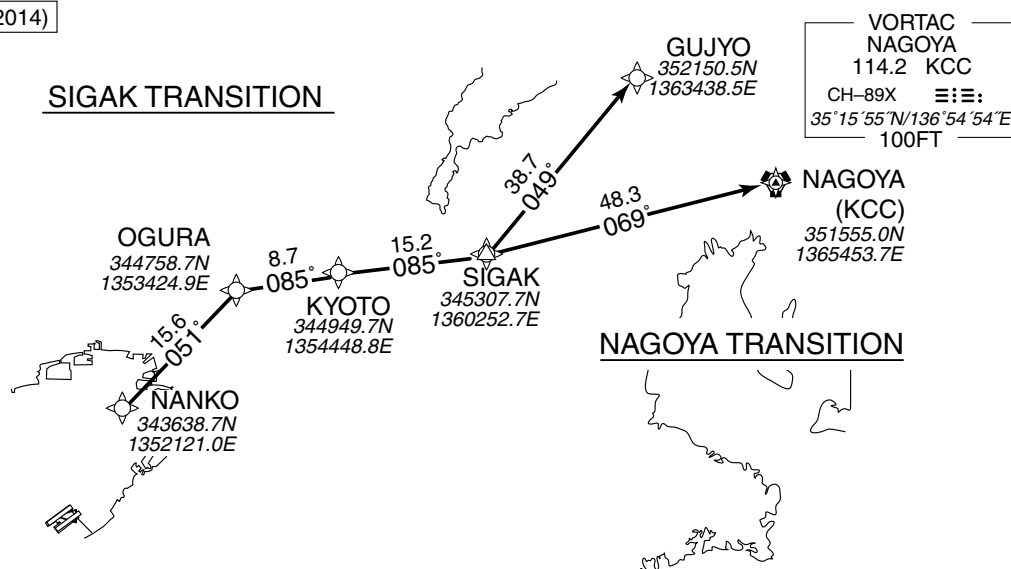 2014)
SIGAK TRANSITION
GUJYO
352150.5N
1363438.5E
VORTAC
NAGOYA
114.2 KCC
CH–89X
35°15´55˝N/136°54´54˝E
100FT
38.7
049°
48.3
069°
NAGOYA
(KCC)
351555.0N
1365453.7E
OGURA
344758.7N
1353424.9E
8.7
085°
15.2
085°
KYOTO
344949.7N
1354448.8E
SIGAK
345307.7N
1360252.7E
15.6
051°
NANKO
343638.7N
1352121.0E
NAGOYA TRANSITION